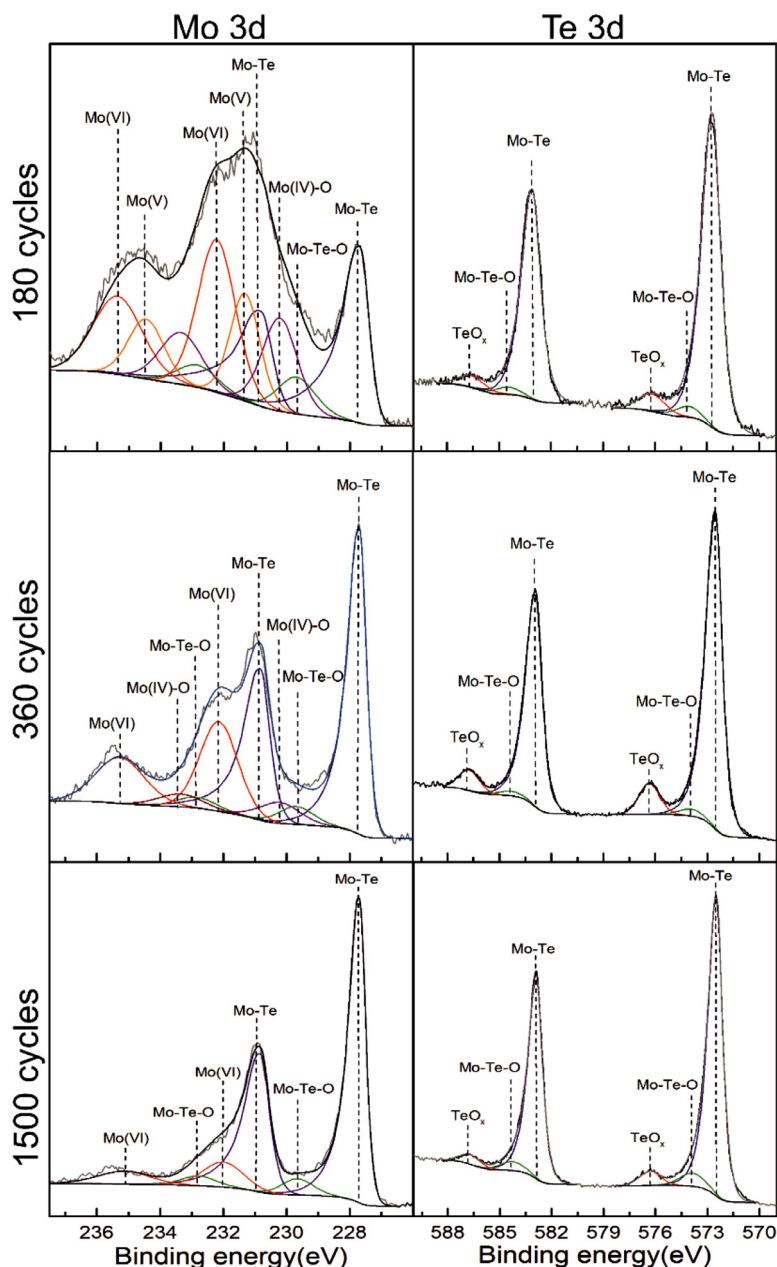 Mo 3d
Te 3d
180 cycles
Mo(VI)
Mo(V)
Mo(VI)
Mo(V)
Mo-Te
Mo(IV)-O
Mo-Te-O
Mo-Te
TeOₓ
Mo-Te-O
Mo-Te
TeOₓ
Mo-Te-O
Mo-Te
360 cycles
Mo(VI)
Mo(IV)-O
Mo-Te-O
Mo(VI)
Mo-Te
Mo(IV)-O
Mo-Te-O
Mo-Te
TeOₓ
Mo-Te-O
Mo-Te
TeOₓ
Mo-Te-O
Mo-Te
1500 cycles
Mo(VI)
Mo-Te-O
Mo(VI)
Mo-Te
Mo-Te-O
Mo-Te
TeOₓ
Mo-Te-O
Mo-Te
TeOₓ
Mo-Te-O
Mo-Te
236 234 232 230 228
588 585 582 579 576 573 570
Binding energy(eV)
Binding energy(eV)